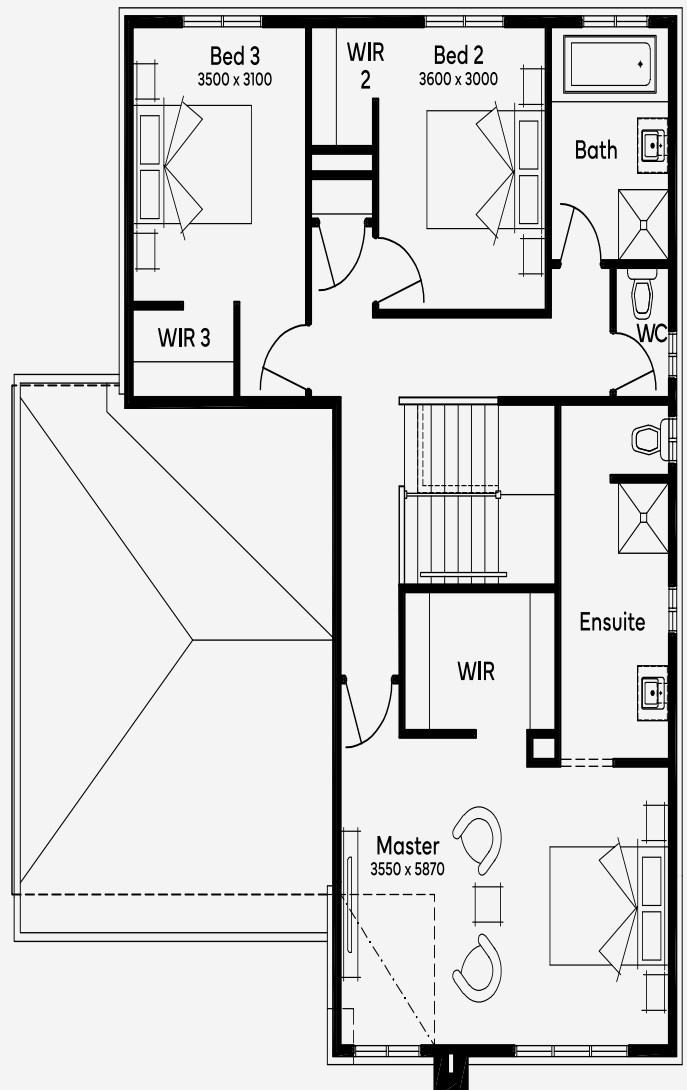 Bed 3
3500 x 3100
WIR
2
Bed 2
3600 x 3000
Bath
WIR 3
WC
Ensuite
WIR
Master
3550 x 5870